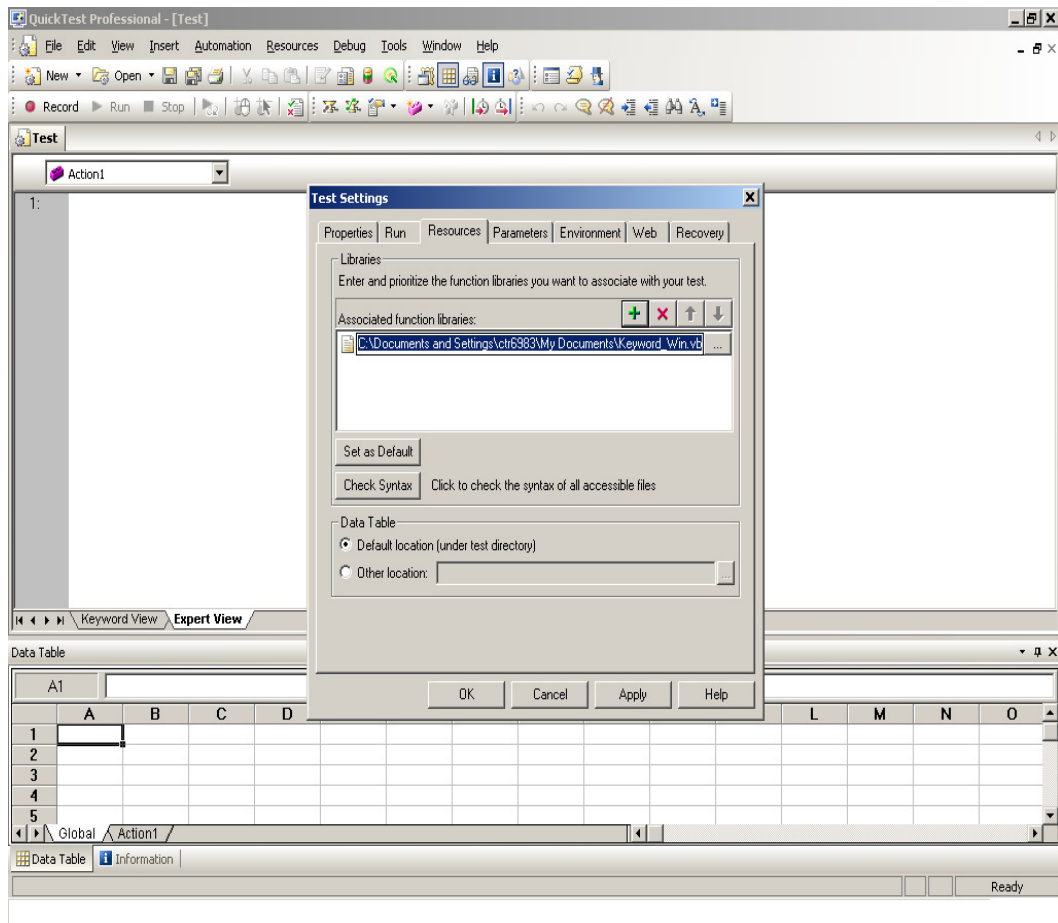 QuickTest Professional - [Test]
File Edit View Insert Automation Resources Debug Tools Window Help
New Open
Record Run Stop
Test
Action1
1:
Test Settings
Properties Run Resources Parameters Environment Web Recovery
Libraries
Enter and prioritize the function libraries you want to associate with your test.
Associated function libraries:
C:\Documents and Settings\ctr6983\My Documents\Keyword_Win.vb
...
Set as Default
Check Syntax Click to check the syntax of all accessible files
Data Table
Default location (under test directory)
Other location:
...
OK Cancel Apply Help
Keyword View Expert View
Data Table
A1
A B C D L M N O
1
2
3
4
5
Global Action1
Data Table Information
Ready